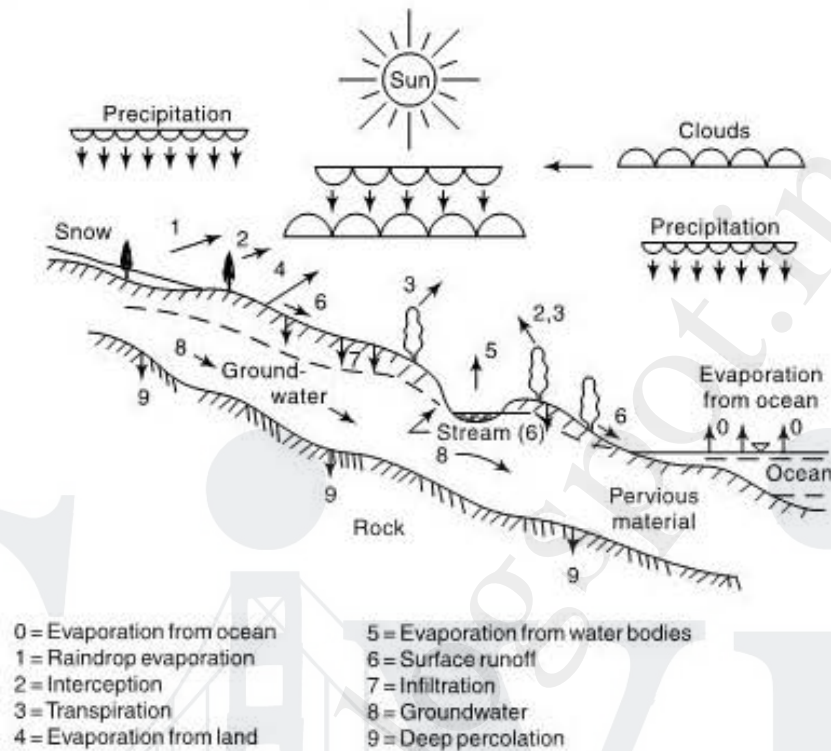 Sun
Precipitation
Clouds
Precipitation
Snow
1
2
4
6
3
2,3
5
7
8
Ground-
water
Evaporation
from ocean
0
0
9
Stream (6)
8
6
Ocean
Pervious
material
9
Rock
9
0 = Evaporation from ocean
1 = Raindrop evaporation
2 = Interception
3 = Transpiration
4 = Evaporation from land
5 = Evaporation from water bodies
6 = Surface runoff
7 = Infiltration
8 = Groundwater
9 = Deep percolation